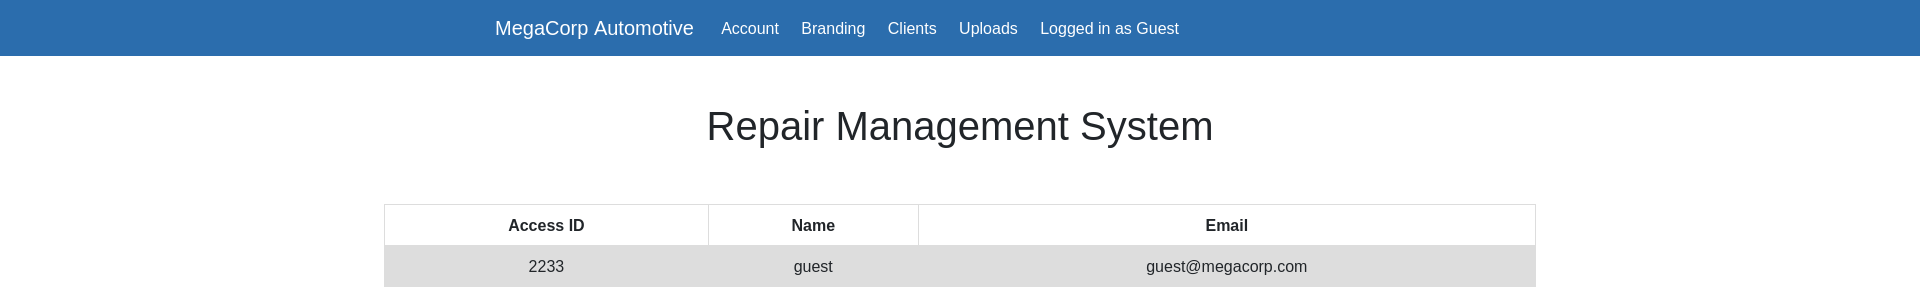 MegaCorp Automotive Account Branding Clients Uploads Logged in as Guest
Repair Management System
Access ID Name Email
2233 guest guest@megacorp.com